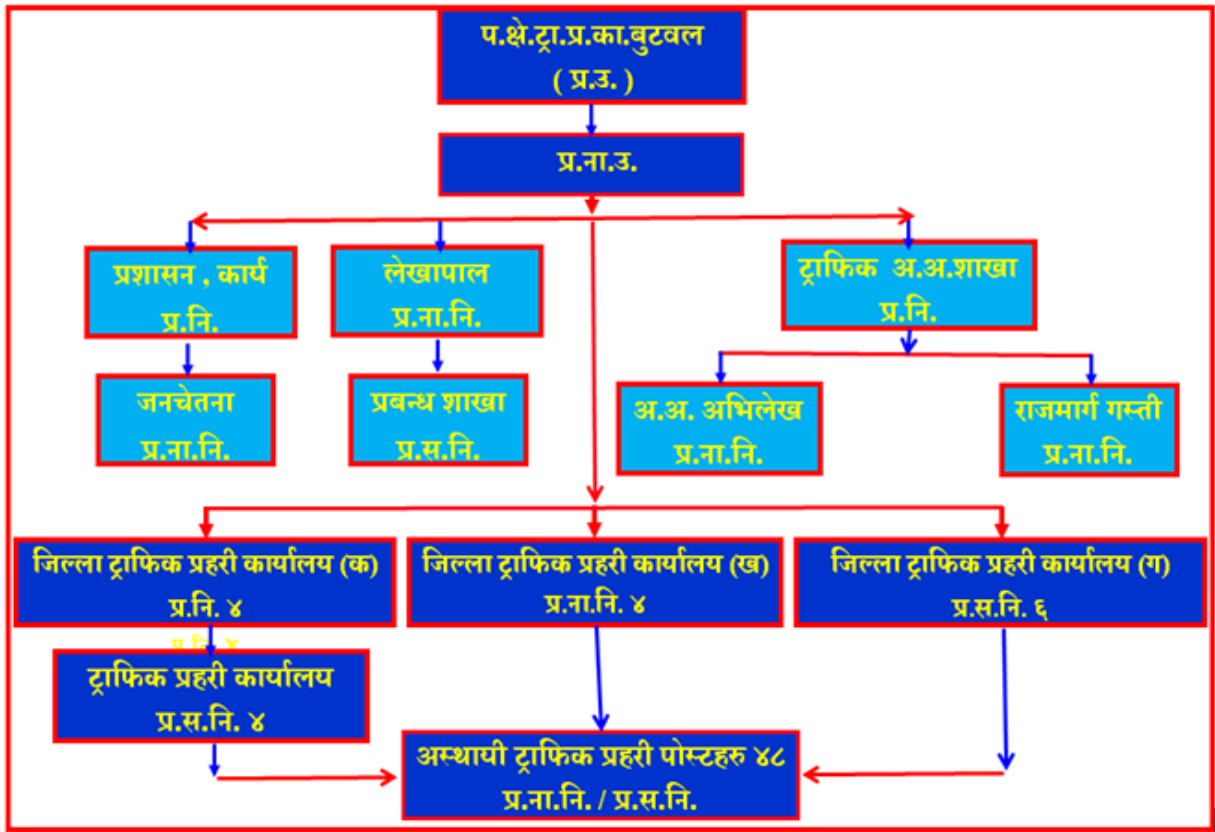 प.क्षे.ट्रा.प्र.का.बुटवल
( प्र.उ. )
प्र.ना.उ.
प्रशासन , कार्य
प्र.नि.
लेखापाल
प्र.ना.नि.
ट्राफिक अ.अ.शाखा
प्र.नि.
जनचेतना
प्र.ना.नि.
प्रबन्ध शाखा
प्र.स.नि.
अ.अ. अभिलेख
प्र.ना.नि.
राजमार्ग गस्ती
प्र.ना.नि.
जिल्ला ट्राफिक प्रहरी कार्यालय (क)
प्र.नि. ४
जिल्ला ट्राफिक प्रहरी कार्यालय (ख)
प्र.ना.नि. ४
जिल्ला ट्राफिक प्रहरी कार्यालय (ग)
प्र.स.नि. ६
ट्राफिक प्रहरी कार्यालय
प्र.स.नि. ४
अस्थायी ट्राफिक प्रहरी पोस्टहरु ४८
प्र.ना.नि. / प्र.स.नि.